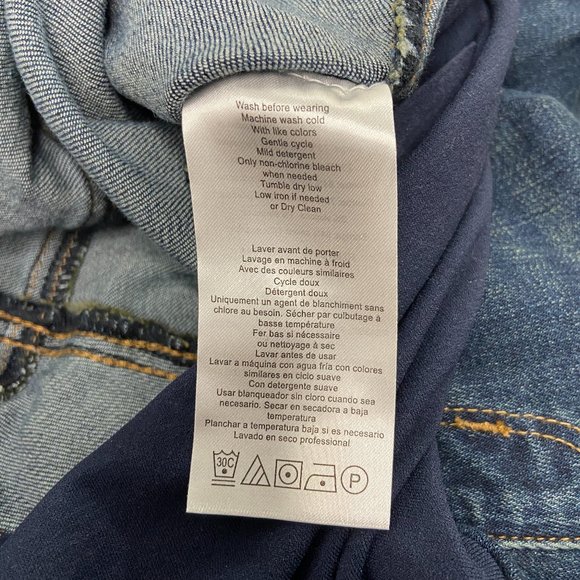 Wash before wearing
Machine wash cold
With like colors
Gentle cycle
Mild detergent
Only non-chlorine bleach
when needed
Tumble dry low
Low iron if needed
or Dry Clean
Laver avant de porter
Lavage en machine à froid
Avec des couleurs similaires
Cycle doux
Détergent doux
Uniquement un agent de blanchiment sans
chlore au besoin. Sécher par culbutage à
basse température
Fer bas si nécessaire
ou nettoyage à sec
Lavar antes de usar
Lavar a màquina con agua fría con colores
similares en ciclo suave
Con detergente suave
Usar blanqueador sin cloro cuando sea
necesario. Secar en secadora a baja
temperatura
Planchar a temperatura baja si es necesario
Lavado en seco professional
30C P